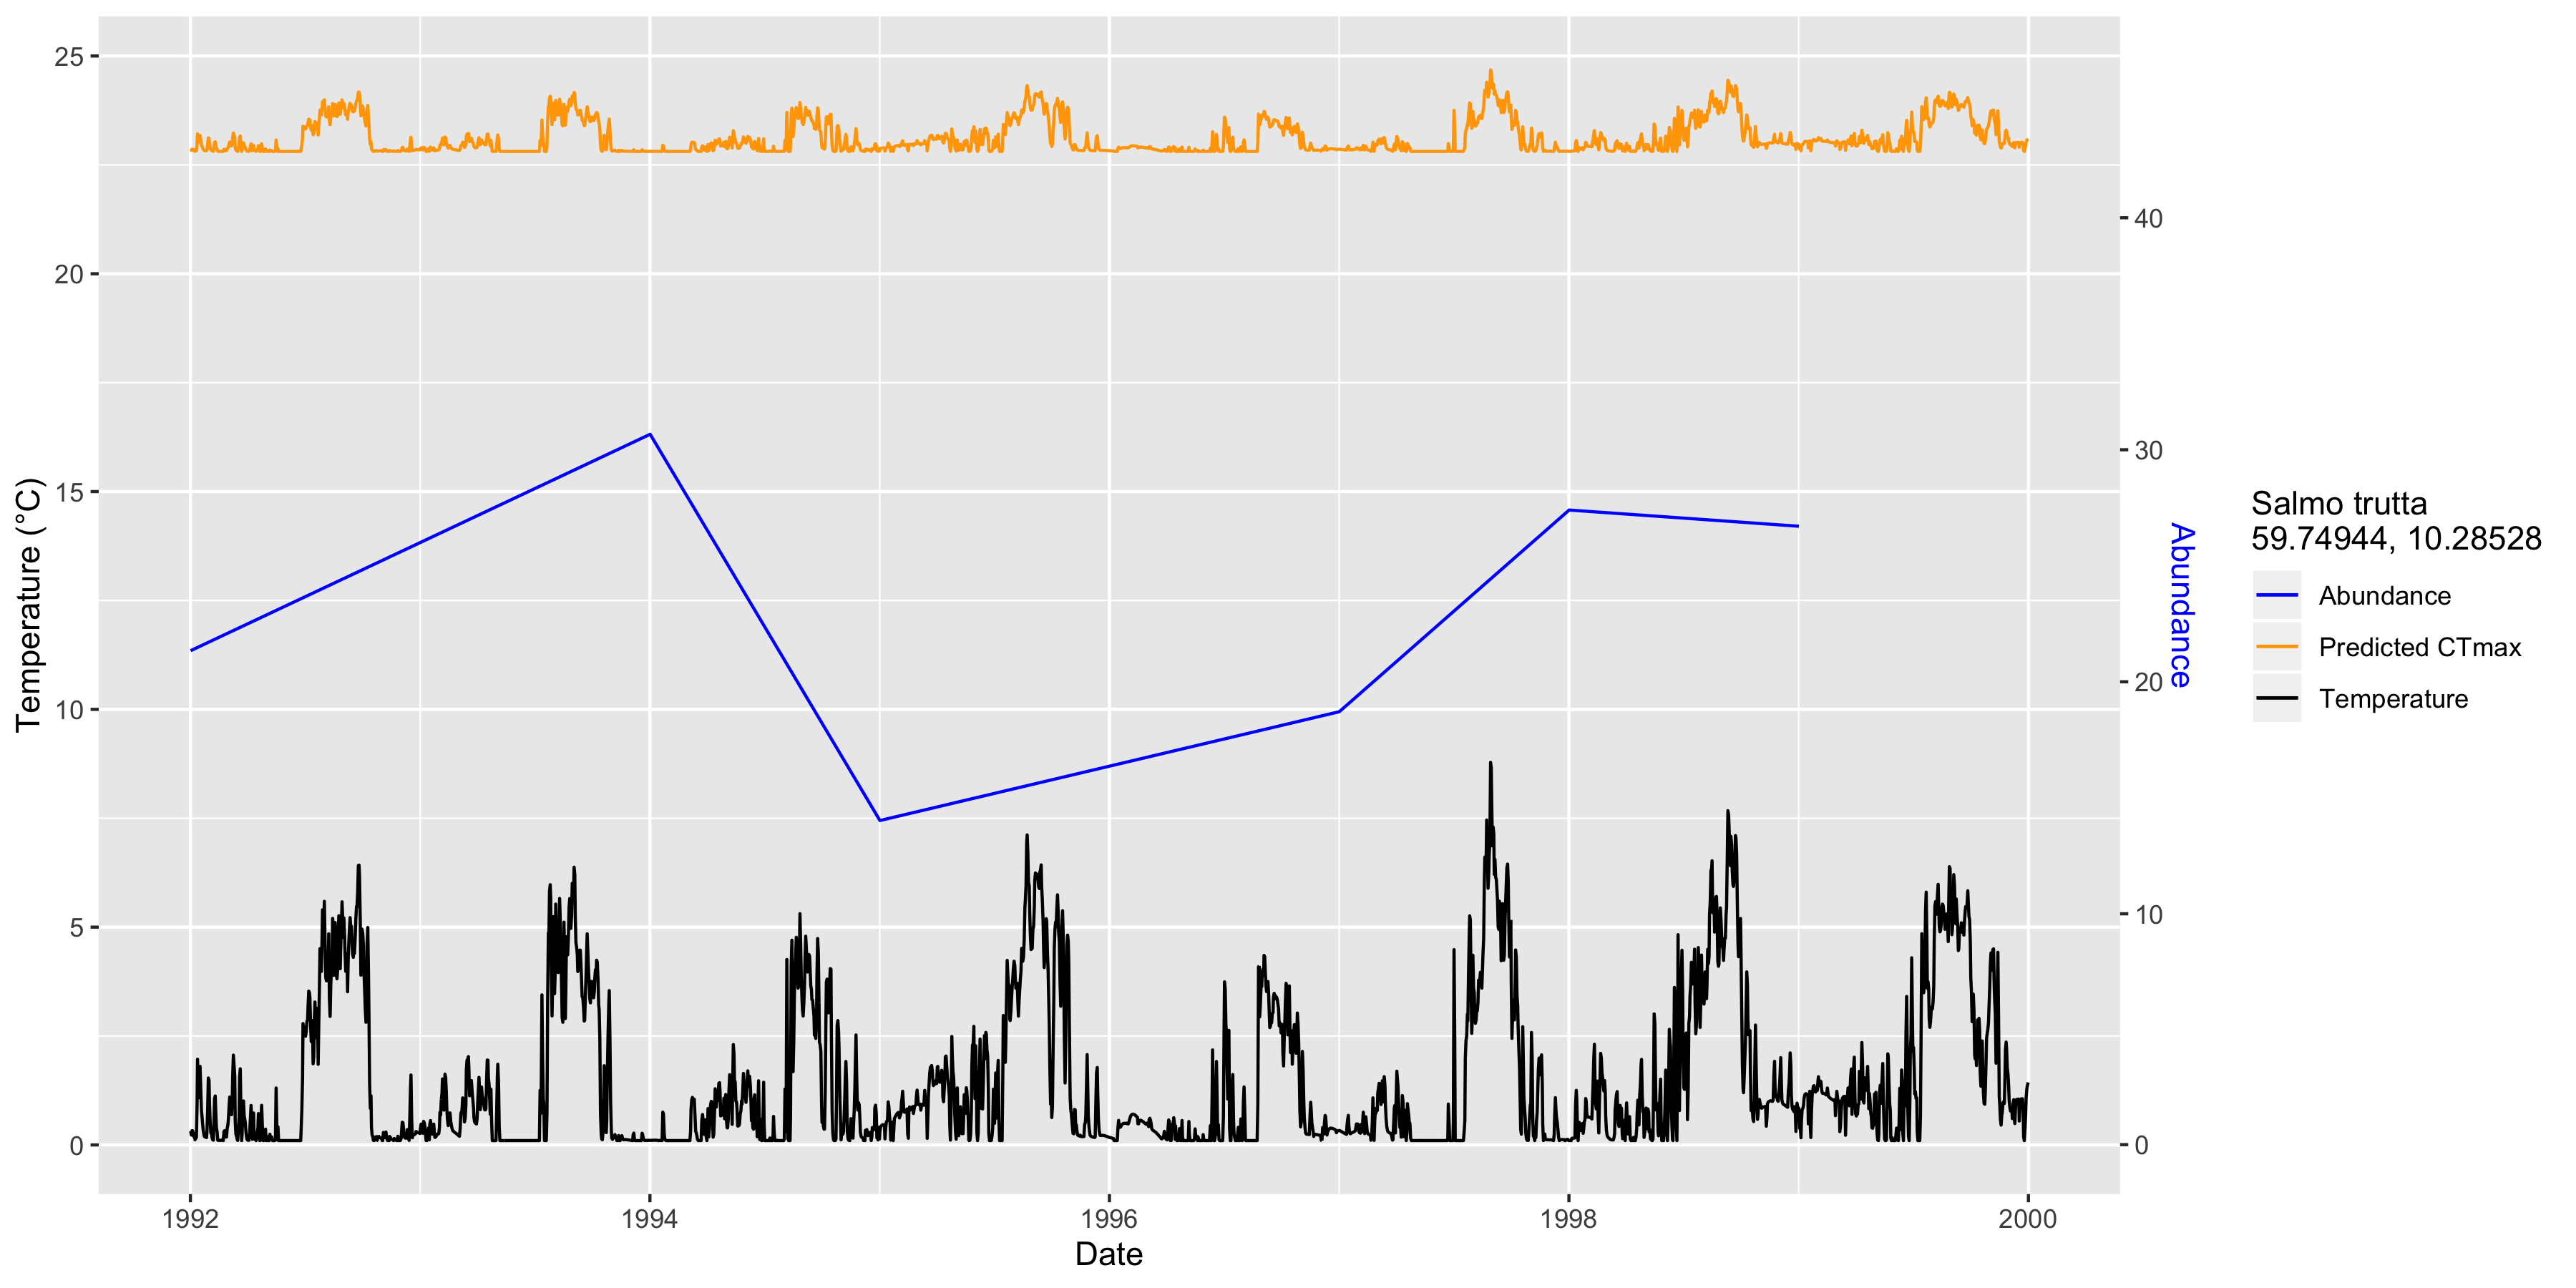 25
20
15
10
5
0
Temperature (°C)
1992
1994
1996
1998
2000
Date
40
30
20
10
0
Abundance
Salmo trutta
59.74944, 10.28528
Abundance
Predicted CTmax
Temperature